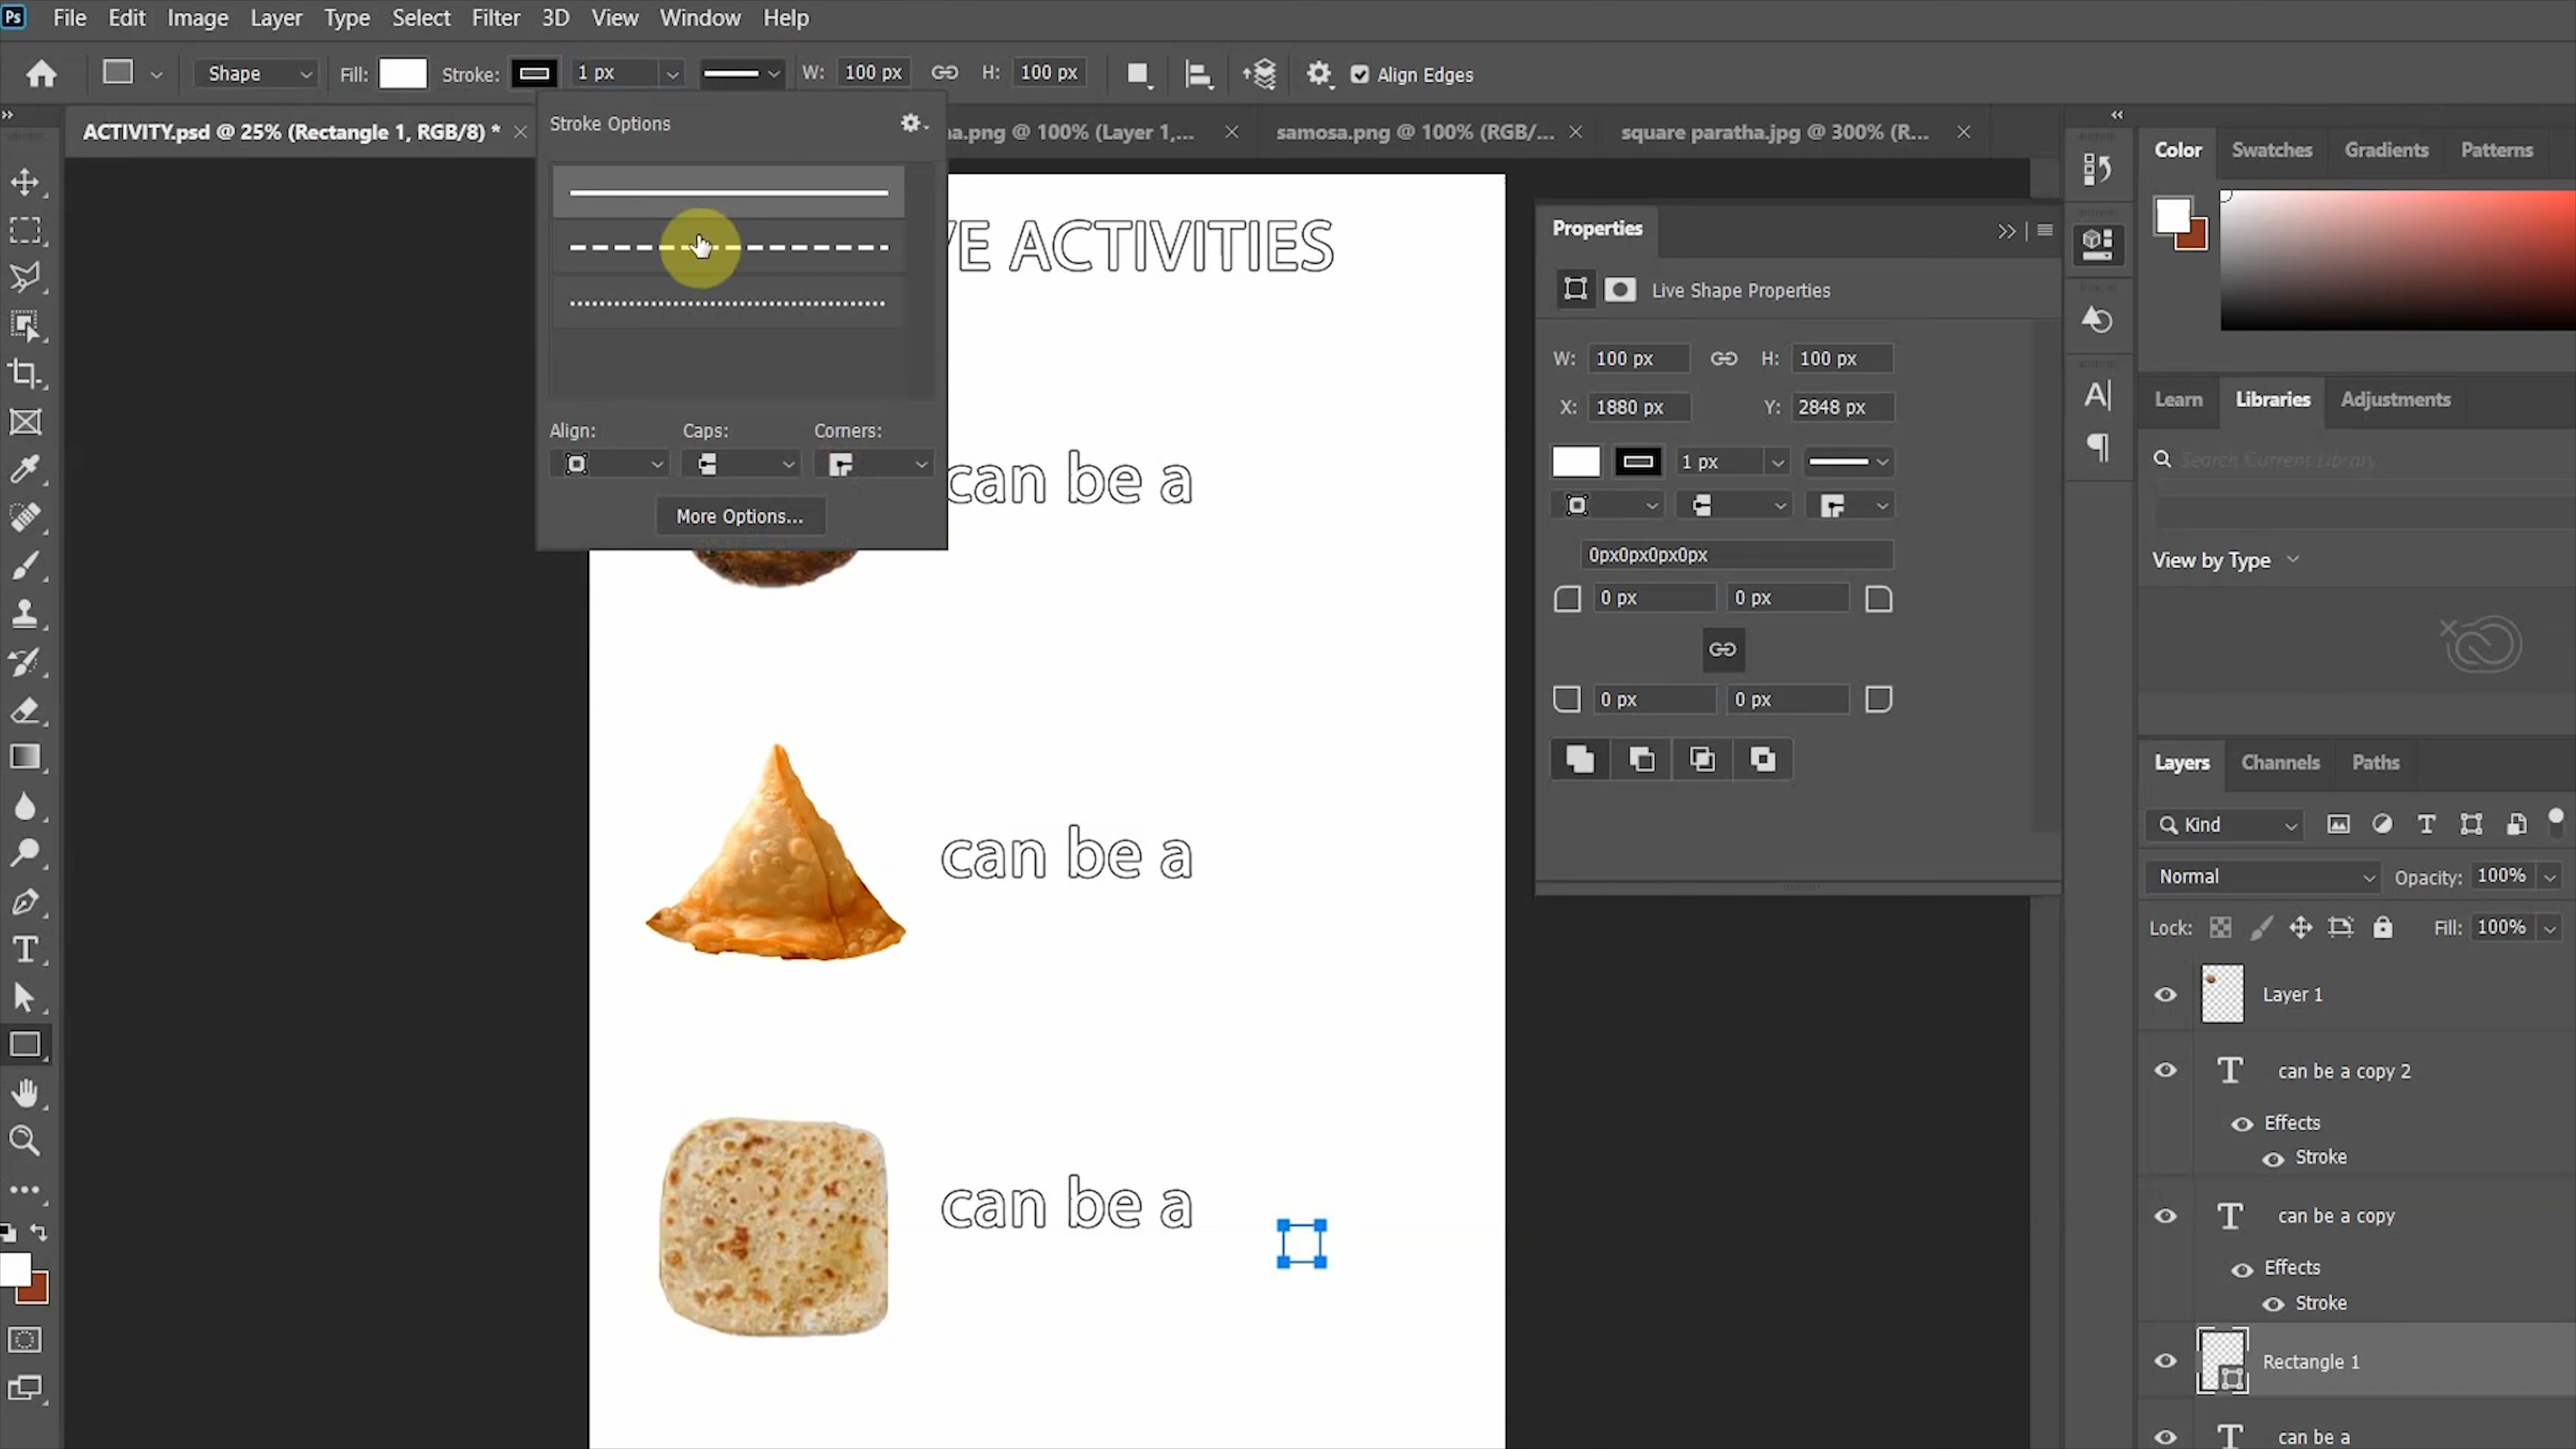 Ps File Edit Image Layer Type Select Filter 3D View Window Help
Shape Fill: Stroke: 1 px W: 100 px H: 100 px Align Edges
ACTIVITY.psd @ 25% (Rectangle 1, RGB/8) *
na.png @ 100% (Layer 1,...
samosa.png @ 100% (RGB/...
square paratha.jpg @ 300% (R...
Stroke Options
Align: Caps: Corners:
More Options...
VE ACTIVITIES
can be a
can be a
can be a
Properties
Live Shape Properties
W: 100 px H: 100 px
X: 1880 px Y: 2848 px
1 px
0px0px0px0px
0 px 0 px
0 px 0 px
Color Swatches Gradients Patterns
Learn Libraries Adjustments
Search Current Library
View by Type
Layers Channels Paths
Kind
Normal Opacity: 100%
Lock: Fill: 100%
Layer 1
can be a copy 2
Effects
Stroke
can be a copy
Effects
Stroke
Rectangle 1
can be a